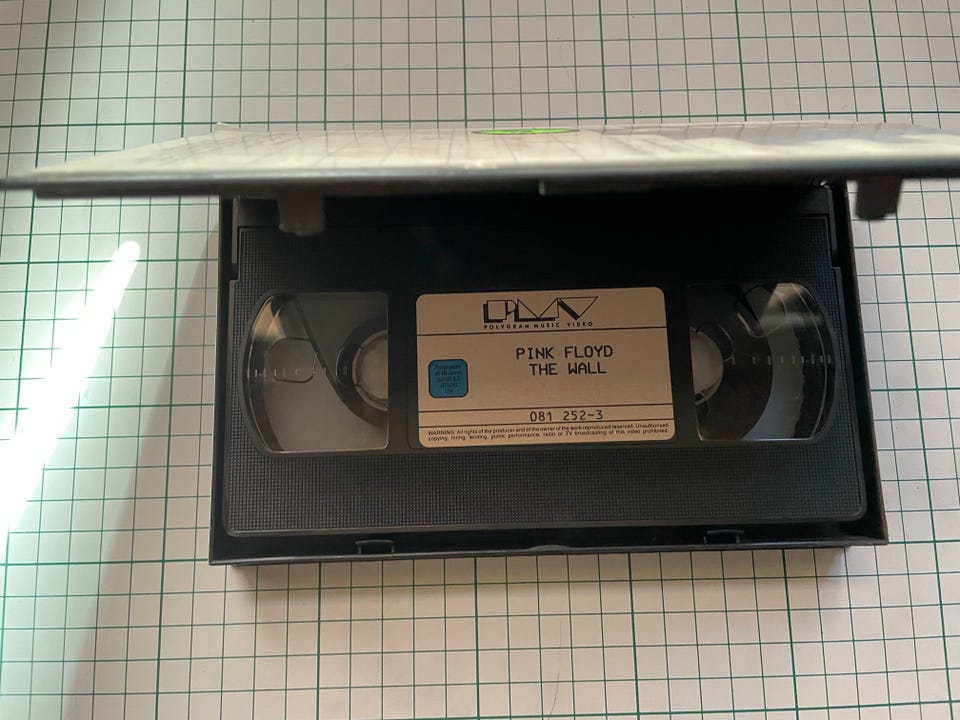 PMV
POLYGRAM MUSIC VIDEO
PINK FLOYD
THE WALL
081 252-3
WARNING: All rights of the producer and of the owner of the work reproduced reserved. Unauthorised
copying, hiring, lending, public performance, radio or TV broadcasting of this video prohibited.